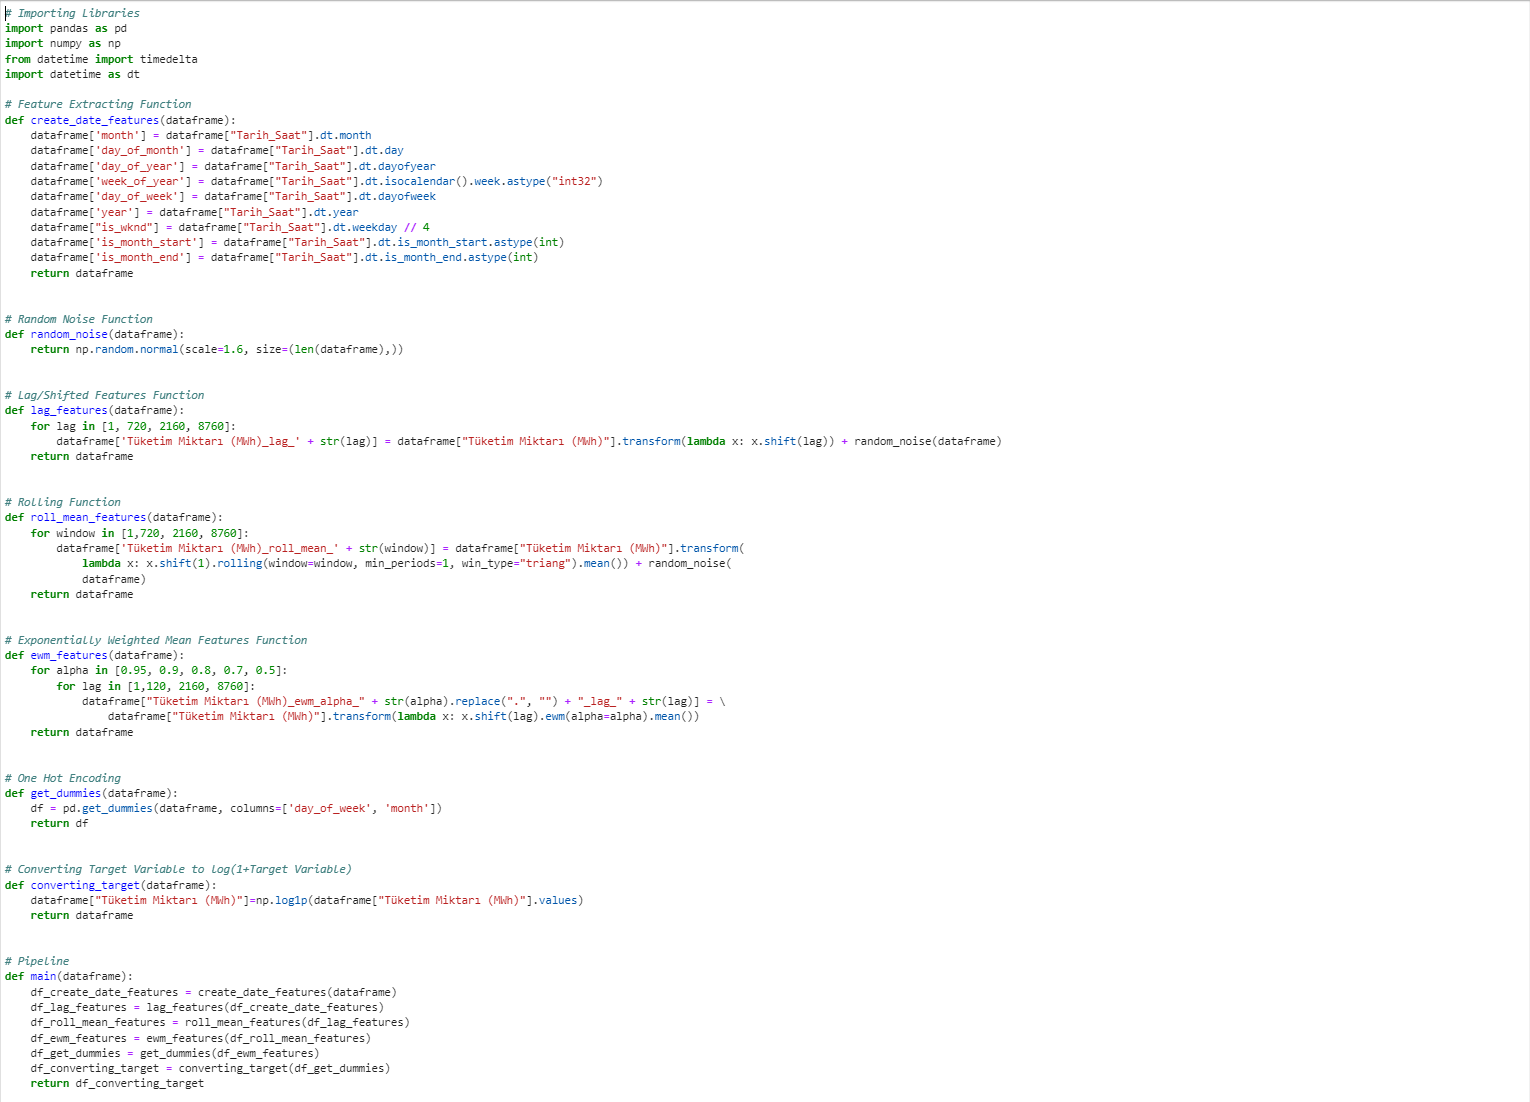 # Importing Libraries
import pandas as pd
import numpy as np
from datetime import timedelta
import datetime as dt
# Feature Extracting Function
def create_date_features(dataframe):
    dataframe['month'] = dataframe["Tarih_Saat"].dt.month
    dataframe['day_of_month'] = dataframe["Tarih_Saat"].dt.day
    dataframe['day_of_year'] = dataframe["Tarih_Saat"].dt.dayofyear
    dataframe['week_of_year'] = dataframe["Tarih_Saat"].dt.isocalendar().week.astype("int32")
    dataframe['day_of_week'] = dataframe["Tarih_Saat"].dt.dayofweek
    dataframe['year'] = dataframe["Tarih_Saat"].dt.year
    dataframe["is_wknd"] = dataframe["Tarih_Saat"].dt.weekday // 4
    dataframe['is_month_start'] = dataframe["Tarih_Saat"].dt.is_month_start.astype(int)
    dataframe['is_month_end'] = dataframe["Tarih_Saat"].dt.is_month_end.astype(int)
    return dataframe
# Random Noise Function
def random_noise(dataframe):
    return np.random.normal(scale=1.6, size=(len(dataframe),))
# Lag/Shifted Features Function
def lag_features(dataframe):
    for lag in [1, 720, 2160, 8760]:
        dataframe['Tüketim Miktarı (MWh)_lag_' + str(lag)] = dataframe["Tüketim Miktarı (MWh)"].transform(lambda x: x.shift(lag)) + random_noise(dataframe)
    return dataframe
# Rolling Function
def roll_mean_features(dataframe):
    for window in [1,720, 2160, 8760]:
        dataframe['Tüketim Miktarı (MWh)_roll_mean_' + str(window)] = dataframe["Tüketim Miktarı (MWh)"].transform(
            lambda x: x.shift(1).rolling(window=window, min_periods=1, win_type="triang").mean()) + random_noise(
            dataframe)
    return dataframe
# Exponentially Weighted Mean Features Function
def ewm_features(dataframe):
    for alpha in [0.95, 0.9, 0.8, 0.7, 0.5]:
        for lag in [1,120, 2160, 8760]:
            dataframe["Tüketim Miktarı (MWh)_ewm_alpha_" + str(alpha).replace(".", "") + "_lag_" + str(lag)] = \
                dataframe["Tüketim Miktarı (MWh)"].transform(lambda x: x.shift(lag).ewm(alpha=alpha).mean())
    return dataframe
# One Hot Encoding
def get_dummies(dataframe):
    df = pd.get_dummies(dataframe, columns=['day_of_week', 'month'])
    return df
# Converting Target Variable to log(1+Target Variable)
def converting_target(dataframe):
    dataframe["Tüketim Miktarı (MWh)"]=np.log1p(dataframe["Tüketim Miktarı (MWh)"].values)
    return dataframe
# Pipeline
def main(dataframe):
    df_create_date_features = create_date_features(dataframe)
    df_lag_features = lag_features(df_create_date_features)
    df_roll_mean_features = roll_mean_features(df_lag_features)
    df_ewm_features = ewm_features(df_roll_mean_features)
    df_get_dummies = get_dummies(df_ewm_features)
    df_converting_target = converting_target(df_get_dummies)
    return df_converting_target